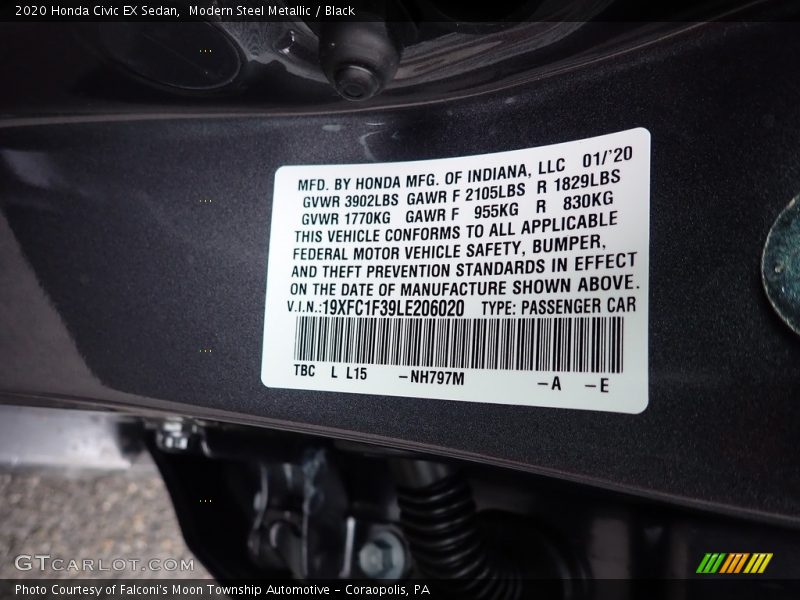 2020 Honda Civic EX Sedan,  Modern Steel Metallic / Black
MFD. BY HONDA MFG. OF INDIANA, LLC  01/'20
GVWR 3902LBS  GAWR F 2105LBS  R 1829LBS
GVWR 1770KG  GAWR F  955KG  R  830KG
THIS VEHICLE CONFORMS TO ALL APPLICABLE
FEDERAL MOTOR VEHICLE SAFETY, BUMPER,
AND THEFT PREVENTION STANDARDS IN EFFECT
ON THE DATE OF MANUFACTURE SHOWN ABOVE.
V.I.N.:19XFC1F39LE206020  TYPE: PASSENGER CAR
TBC  L L15  –NH797M  –A  –E
GTCarlot.com
Photo Courtesy of Falconi's Moon Township Automotive – Coraopolis, PA